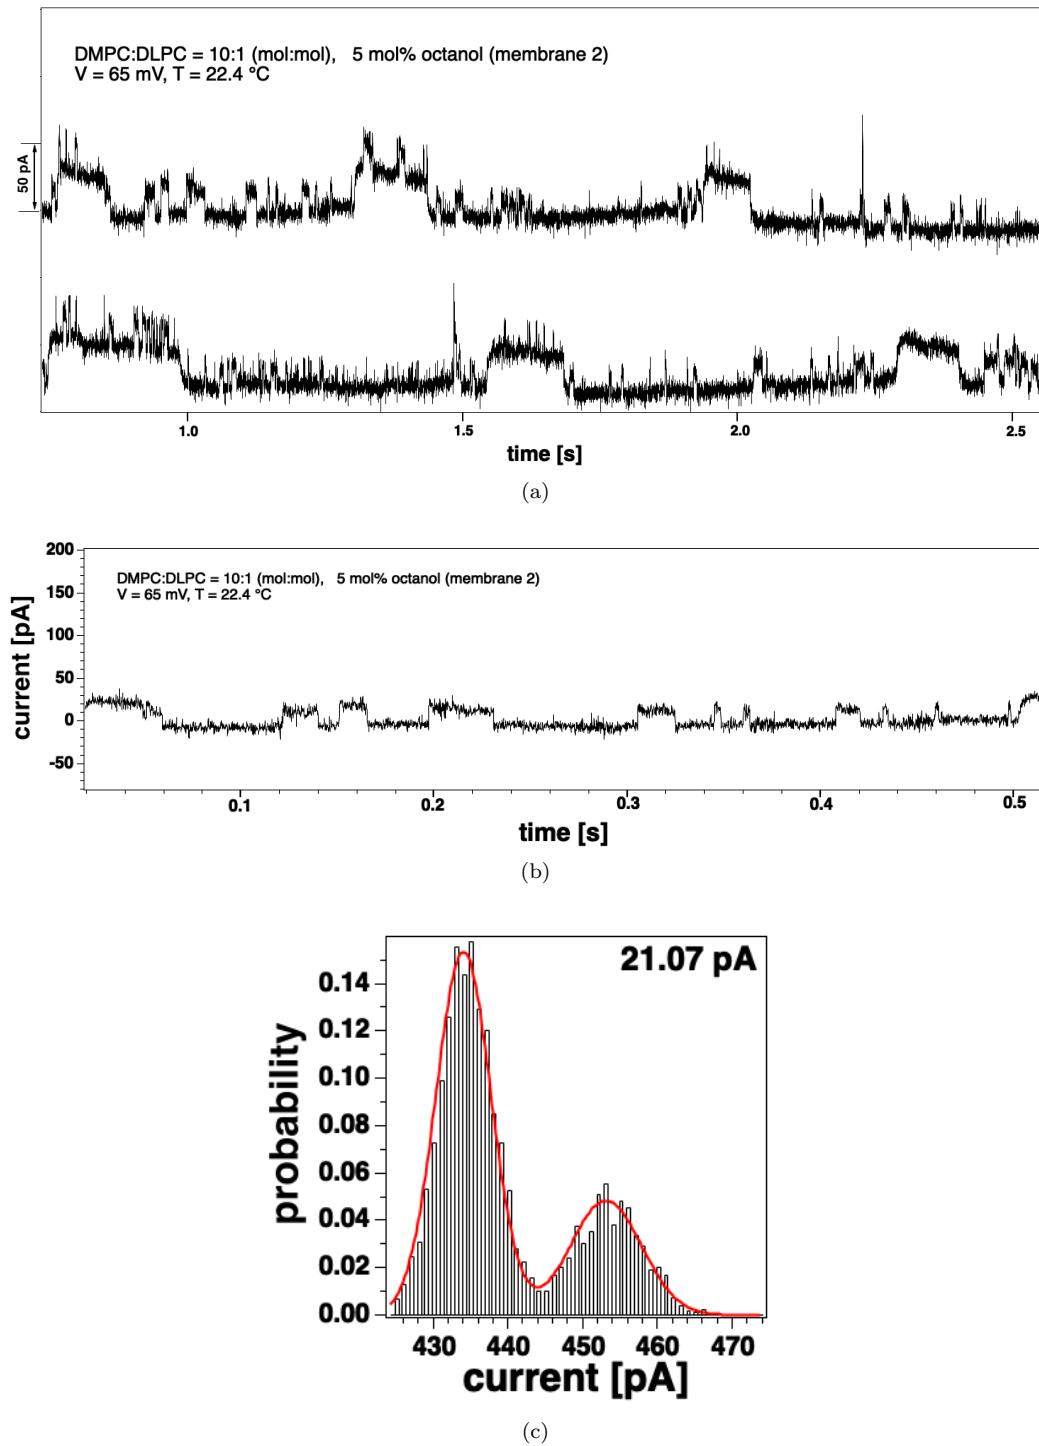 DMPC:DLPC = 10:1 (mol:mol),   5 mol% octanol (membrane 2)
V = 65 mV, T = 22.4 °C
50 pA
1.0 1.5 2.0 2.5
time [s]
(a)
200
150
100
50
0
-50
current [pA]
DMPC:DLPC = 10:1 (mol:mol),   5 mol% octanol (membrane 2)
V = 65 mV, T = 22.4 °C
0.1 0.2 0.3 0.4 0.5
time [s]
(b)
21.07 pA
probability
0.14
0.12
0.10
0.08
0.06
0.04
0.02
0.00
430 440 450 460 470
current [pA]
(c)